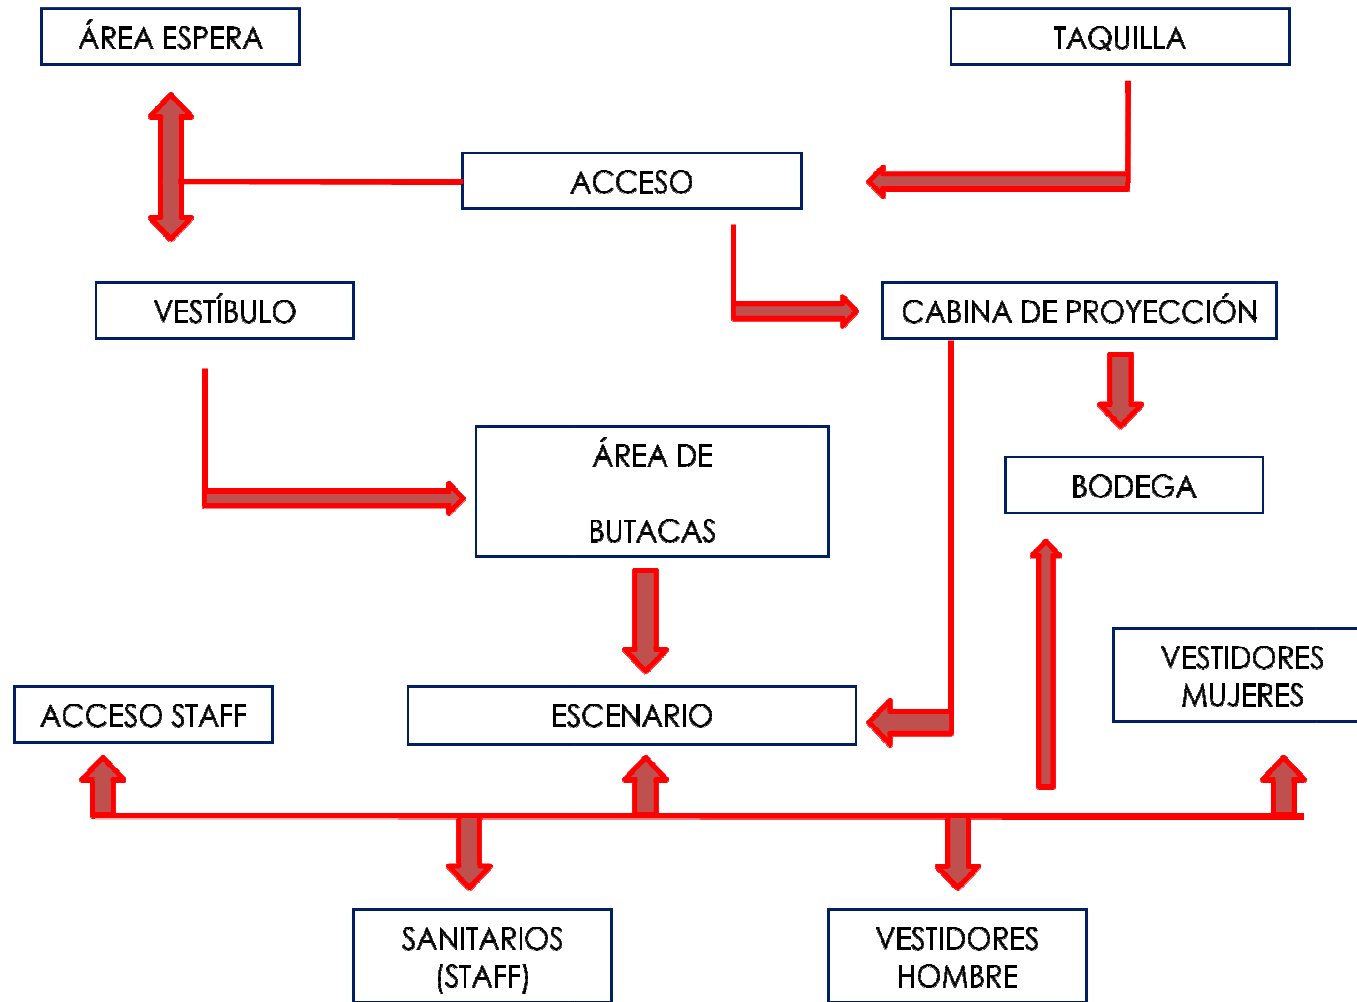 ÁREA ESPERA
TAQUILLA
ACCESO
VESTÍBULO
CABINA DE PROYECCIÓN
ÁREA DE
BUTACAS
BODEGA
VESTIDORES
MUJERES
ACCESO STAFF
ESCENARIO
SANITARIOS
(STAFF)
VESTIDORES
HOMBRE